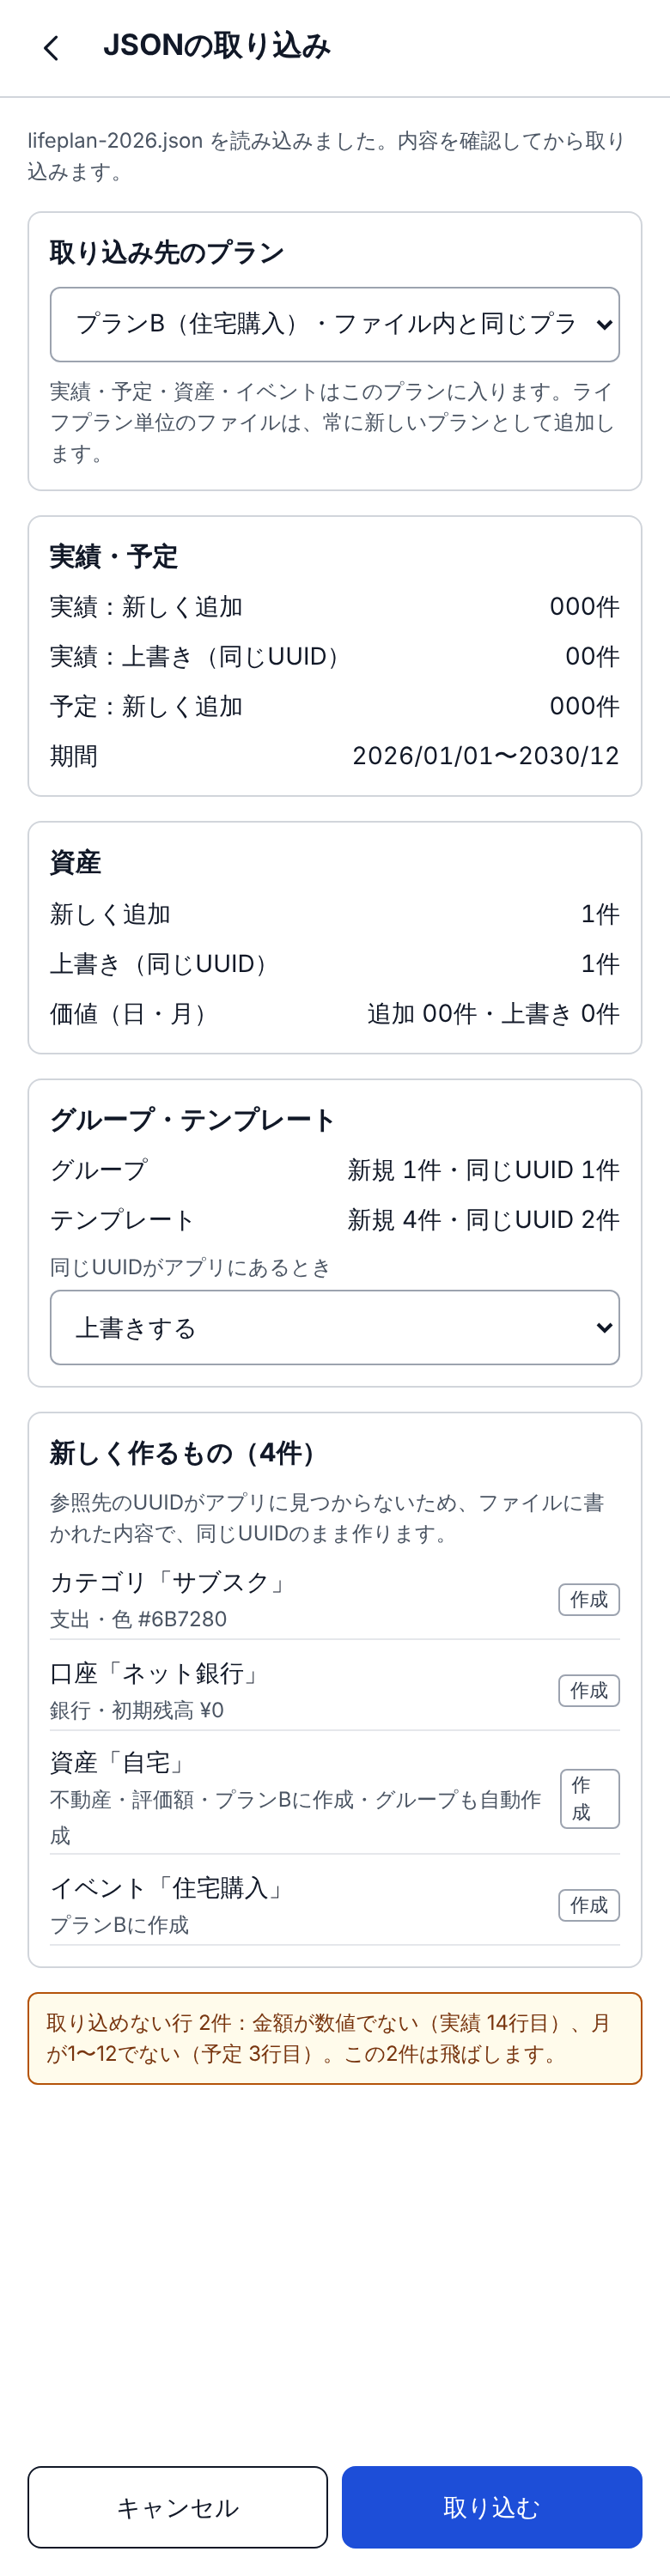 JSONの取り込み
lifeplan-2026.json を読み込みました。内容を確認してから取り
込みます。
取り込み先のプラン
プランB（住宅購入）・ファイル内と同じプラ
実績・予定・資産・イベントはこのプランに入ります。ライ
フプラン単位のファイルは、常に新しいプランとして追加し
ます。
実績・予定
実績：新しく追加 000件
実績：上書き（同じUUID） 00件
予定：新しく追加 000件
期間 2026/01/01〜2030/12
資産
新しく追加 1件
上書き（同じUUID） 1件
価値（日・月） 追加 00件・上書き 0件
グループ・テンプレート
グループ 新規 1件・同じUUID 1件
テンプレート 新規 4件・同じUUID 2件
同じUUIDがアプリにあるとき
上書きする
新しく作るもの（4件）
参照先のUUIDがアプリに見つからないため、ファイルに書
かれた内容で、同じUUIDのまま作ります。
カテゴリ「サブスク」
支出・色 #6B7280
作成
口座「ネット銀行」
銀行・初期残高 ¥0
作成
資産「自宅」
不動産・評価額・プランBに作成・グループも自動作
成
作
成
イベント「住宅購入」
プランBに作成
作成
取り込めない行 2件：金額が数値でない（実績 14行目）、月
が1〜12でない（予定 3行目）。この2件は飛ばします。
キャンセル 取り込む